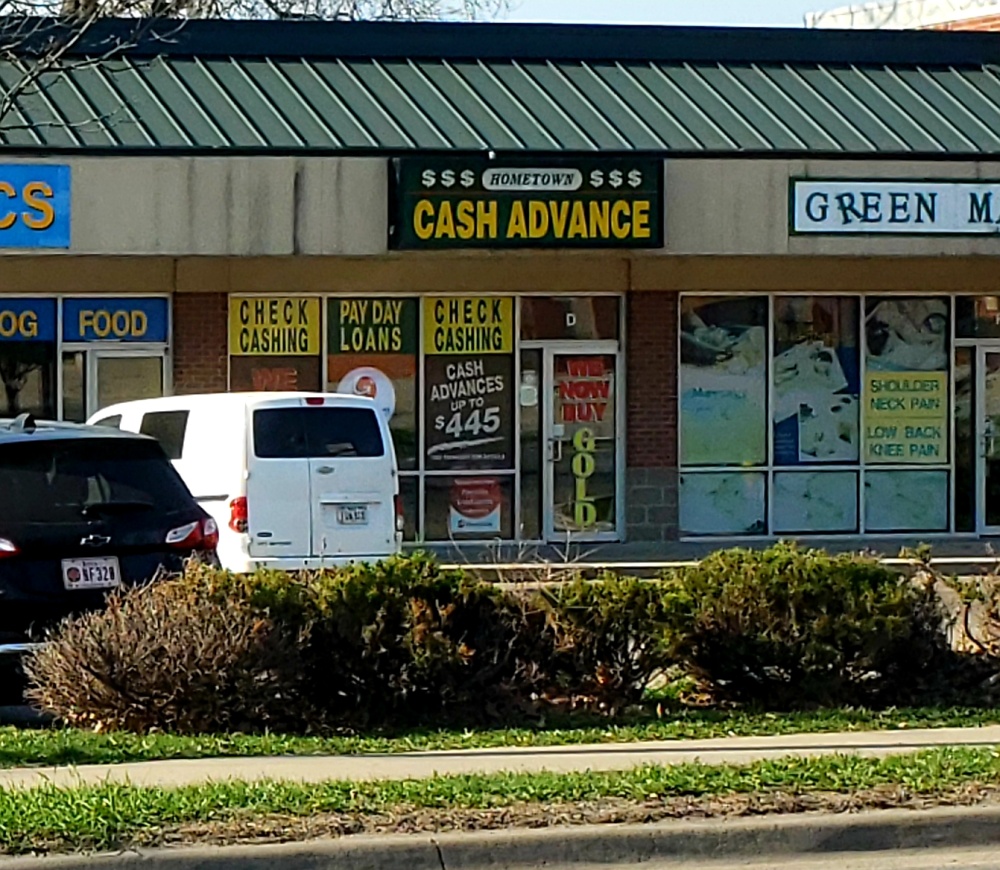 CS
$$$ HOMETOWN $$$
CASH ADVANCE
GREEN MA
OG
FOOD
CHECK
CASHING
WE
PAY DAY
LOANS
CHECK
CASHING
CASH
ADVANCES
UP TO
$445
D
WE
NOW
BUY
GOLD
SHOULDER
NECK PAIN
LOW BACK
KNEE PAIN